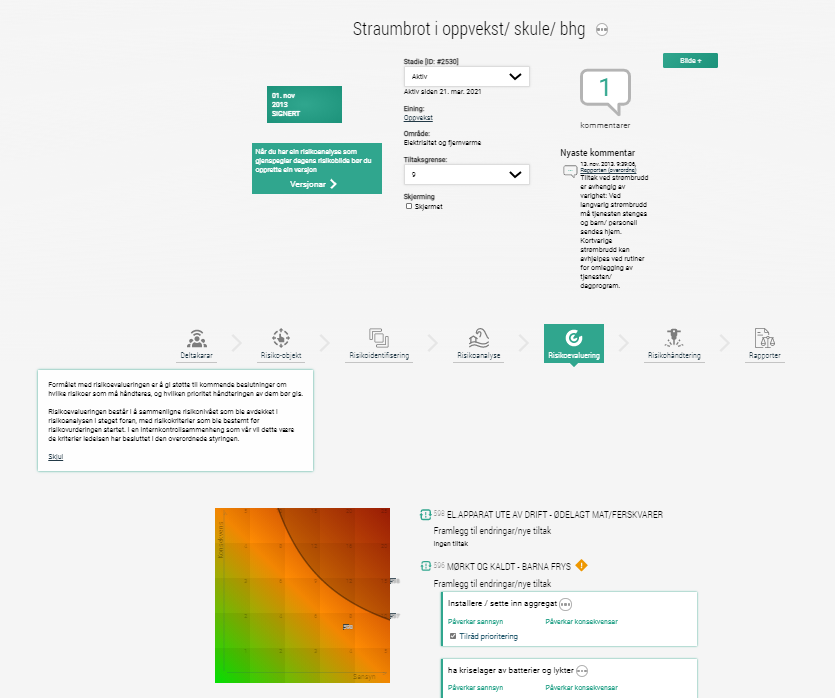 Straumbrot i oppvekst/ skule/ bhg
01. nov
2013
SIGNERT
Når du har ein risikoanalyse som
gjenspegler dagens risikobilde bør du
opprette ein versjon
Versjonar
Stadie [ID: #2530]
Aktiv
Aktiv siden 21. mar. 2021
Eining:
Oppvekst
Område:
Elektrisitet og fjernvarme
Tiltaksgrense:
9
Skjerming
Skjermet
1
kommentarer
Bilde +
Nyaste kommentar
13. nov. 2013, 9:39:06,
Rapporten (overordna)
Tiltak ved strømbrudd
er avhengig av
varighet: Ved
langvarig strømbrudd
må tjenesten stenges
og barn/ personell
sendes hjem.
Kortvarige
strømbrudd kan
avhjelpes ved rutiner
for omlegging av
tjenesten/
dagprogram.
Deltakarar
Risiko-objekt
Risikoidentifisering
Risikoanalyse
Risikoevaluering
Risikohåndtering
Rapporter
Formålet med risikoevalueringen er å gi støtte til kommende beslutninger om
hvilke risikoer som må håndteres, og hvilken prioritet håndteringen av dem bør gis.
Risikoevalueringen består i å sammenligne risikonivået som ble avdekket i
risikoanalysen i steget foran, med risikokriterier som ble bestemt før
risikovurderingen startet. I en internkontrollsammenheng som vår vil dette være
de kriterier ledelsen har besluttet i den overordnede styringen.
Skjul
Konsekvens
Sannsyn
598 EL.APPARAT UTE AV DRIFT - ØDELAGT MAT/FERSKVARER
Framlegg til endringar/nye tiltak
Ingen tiltak
596 MØRKT OG KALDT - BARNA FRYS
Framlegg til endringar/nye tiltak
Installere / sette inn aggregat
Påverkar sannsyn
Påverkar konsekvensar
Tilråd prioritering
ha kriselager av batterier og lykter
Påverkar sannsyn
Påverkar konsekvensar